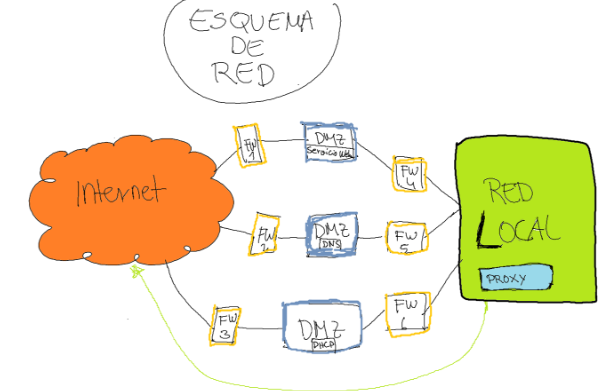 ESQUEMA
DE
RED
Internet
FW
1
DMZ
Servicio Web
FW
4
FW
2
DMZ
DNS
FW
5
FW
3
DMZ
DHCP
FW
6
RED
LOCAL
PROXY